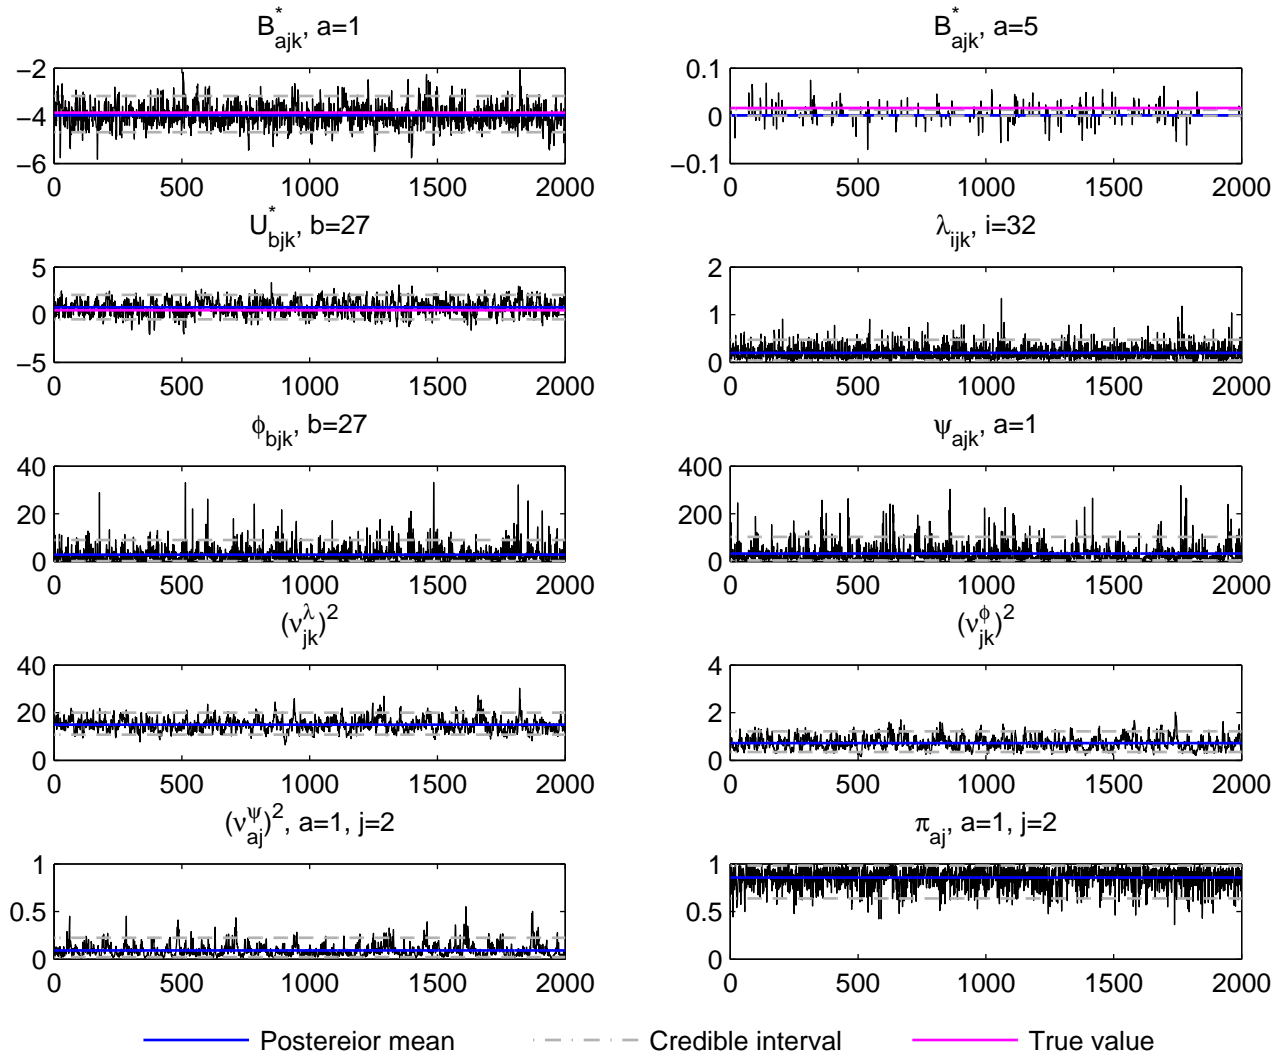 B*ajk, a=1
−2
−4
−6
0 500 1000 1500 2000
B*ajk, a=5
0.1
0
−0.1
0 500 1000 1500 2000
U*bjk, b=27
5
0
−5
0 500 1000 1500 2000
λijk, i=32
2
1
0
0 500 1000 1500 2000
ϕbjk, b=27
40
20
0
0 500 1000 1500 2000
ψajk, a=1
400
200
0
0 500 1000 1500 2000
(νλjk)2
40
20
0
0 500 1000 1500 2000
(νϕjk)2
4
2
0
0 500 1000 1500 2000
(νψaj)2, a=1, j=2
1
0.5
0
0 500 1000 1500 2000
πaj, a=1, j=2
1
0.5
0
0 500 1000 1500 2000
Postereior mean Credible interval True value